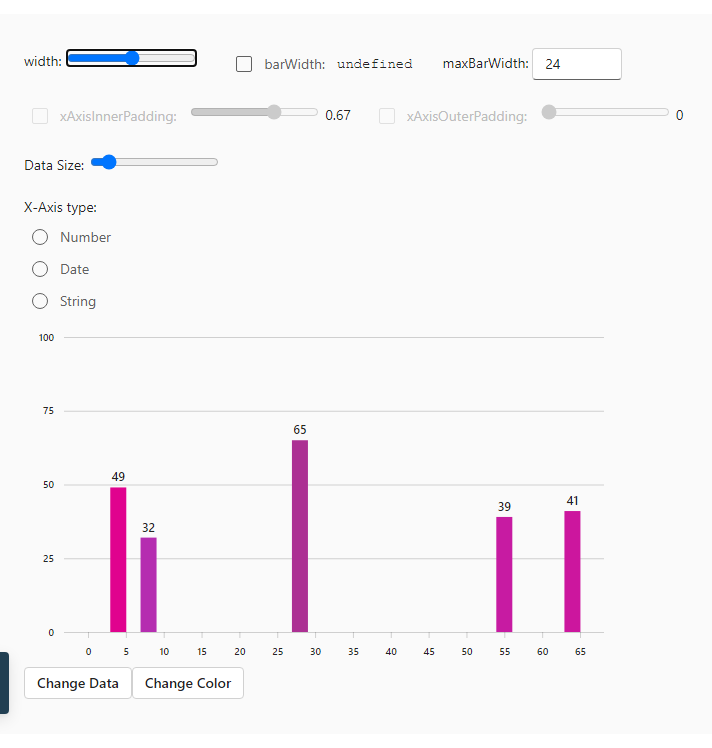 width: barWidth: undefined maxBarWidth: 24
xAxisInnerPadding: 0.67 xAxisOuterPadding: 0
Data Size:
X-Axis type:
Number
Date
String
100
75
65
50
49
41
39
32
25
0
0 5 10 15 20 25 30 35 40 45 50 55 60 65
Change Data Change Color